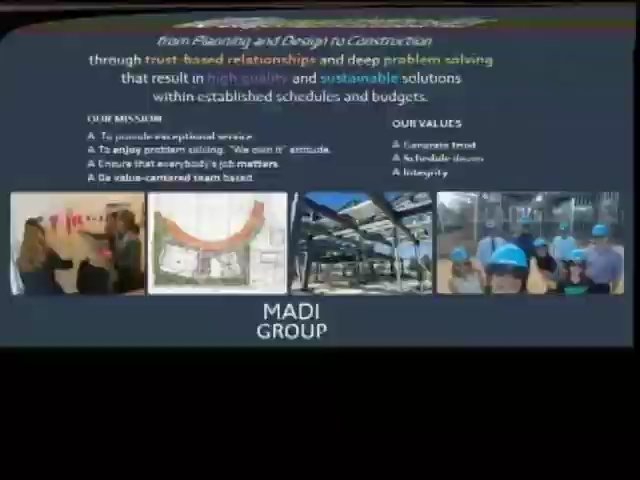 from Planning and Design to Construction
through trust-based relationships and deep problem solving
that result in high quality and sustainable solutions
within established schedules and budgets.
OUR MISSION
To provide exceptional service
To enjoy problem solving. "We own it" attitude.
Ensure that everybody's job matters
Be value-centered team based
OUR VALUES
Generate trust
Schedule driven
Integrity
MADI
GROUP